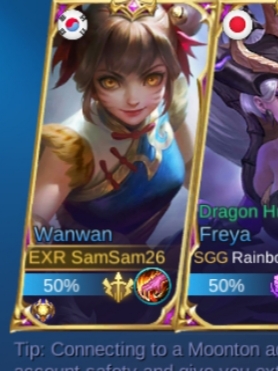 Wanwan
EXR SamSam26
50%
Dragon H
Freya
SGG Rainbo
50%
Tip: Connecting to a Moonton a
account safety and give you ex